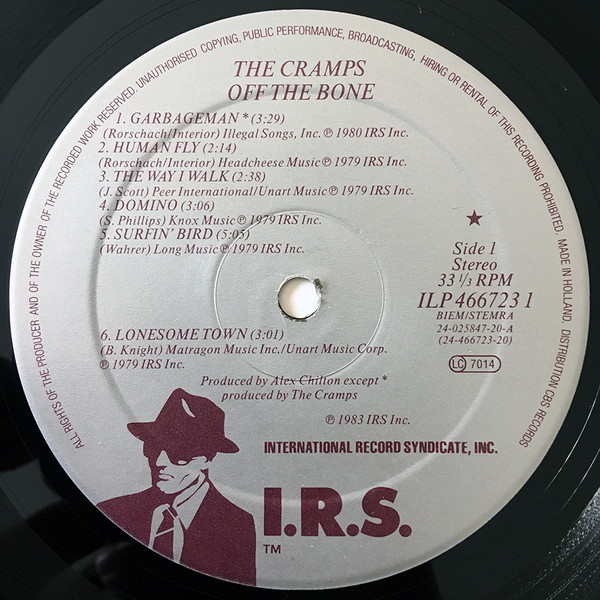 ALL RIGHTS OF THE PRODUCER AND OF THE OWNER OF THE RECORDED WORK RESERVED. UNAUTHORISED COPYING, PUBLIC PERFORMANCE, BROADCASTING, HIRING OR RENTAL OF THIS RECORDING PROHIBITED. MADE IN HOLLAND. DISTRIBUTION CBS RECORDS
THE CRAMPS
OFF THE BONE
1. GARBAGEMAN * (3:29)
(Rorschach/Interior) Illegal Songs, Inc. ℗ 1980 IRS Inc.
2. HUMAN FLY (2:14)
(Rorschach/Interior) Headcheese Music ℗ 1979 IRS Inc.
3. THE WAY I WALK (2:38)
(J. Scott) Peer International/Unart Music ℗ 1979 IRS Inc.
4. DOMINO (3:06)
(S. Phillips) Knox Music ℗ 1979 IRS Inc.
5. SURFIN' BIRD (5:05)
(Wahrer) Long Music ℗ 1979 IRS Inc.
★
Side 1
Stereo
33 1/3 RPM
ILP 466723 1
BIEM/STEMRA
24-025847-20-A
(24-466723-20)
LC 7014
6. LONESOME TOWN (3:01)
(B. Knight) Matragon Music Inc./Unart Music Corp.
℗ 1979 IRS Inc.
Produced by Alex Chilton except *
produced by The Cramps
℗ 1983 IRS Inc.
INTERNATIONAL RECORD SYNDICATE, INC.
I.R.S.
TM